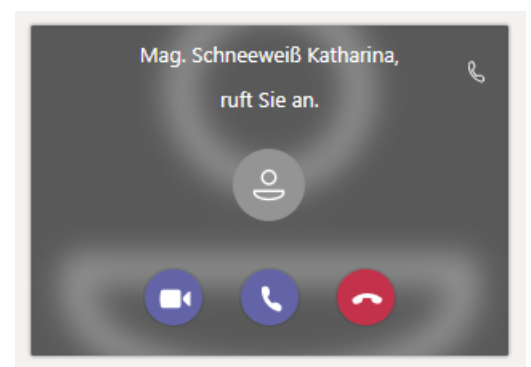 Mag. Schneeweiß Katharina,
ruft Sie an.